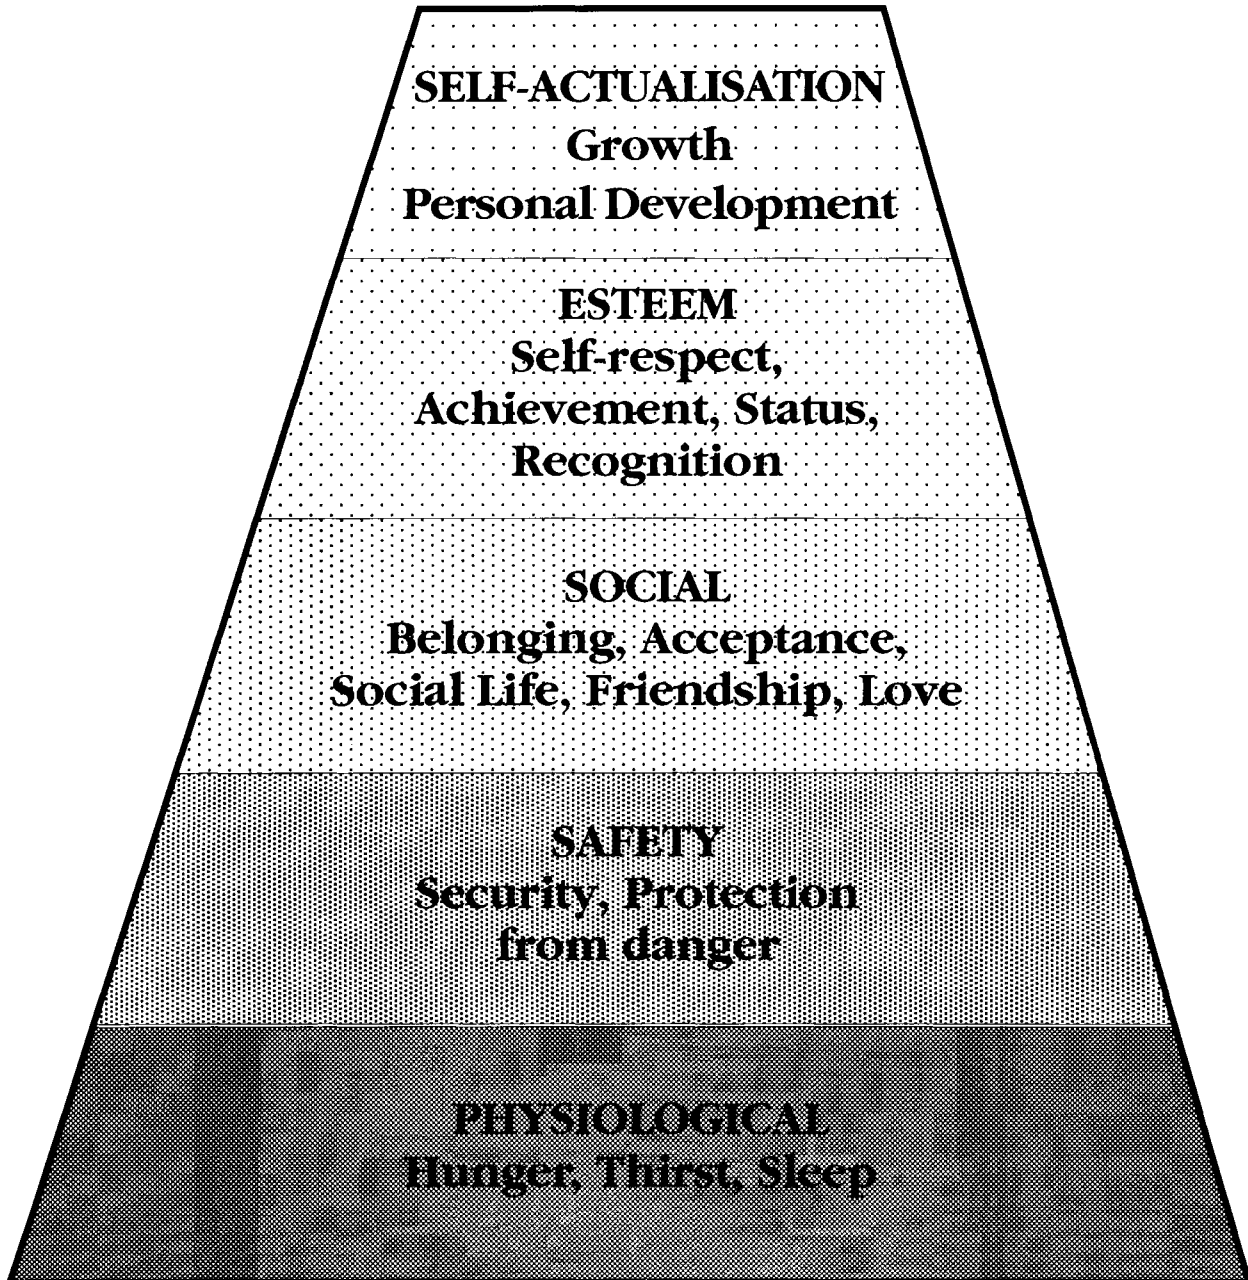 SELF-ACTUALISATION
Growth
Personal Development
ESTEEM
Self-respect,
Achievement, Status,
Recognition
SOCIAL
Belonging, Acceptance,
Social Life, Friendship, Love
SAFETY
Security, Protection
from danger
PHYSIOLOGICAL
Hunger, Thirst, Sleep